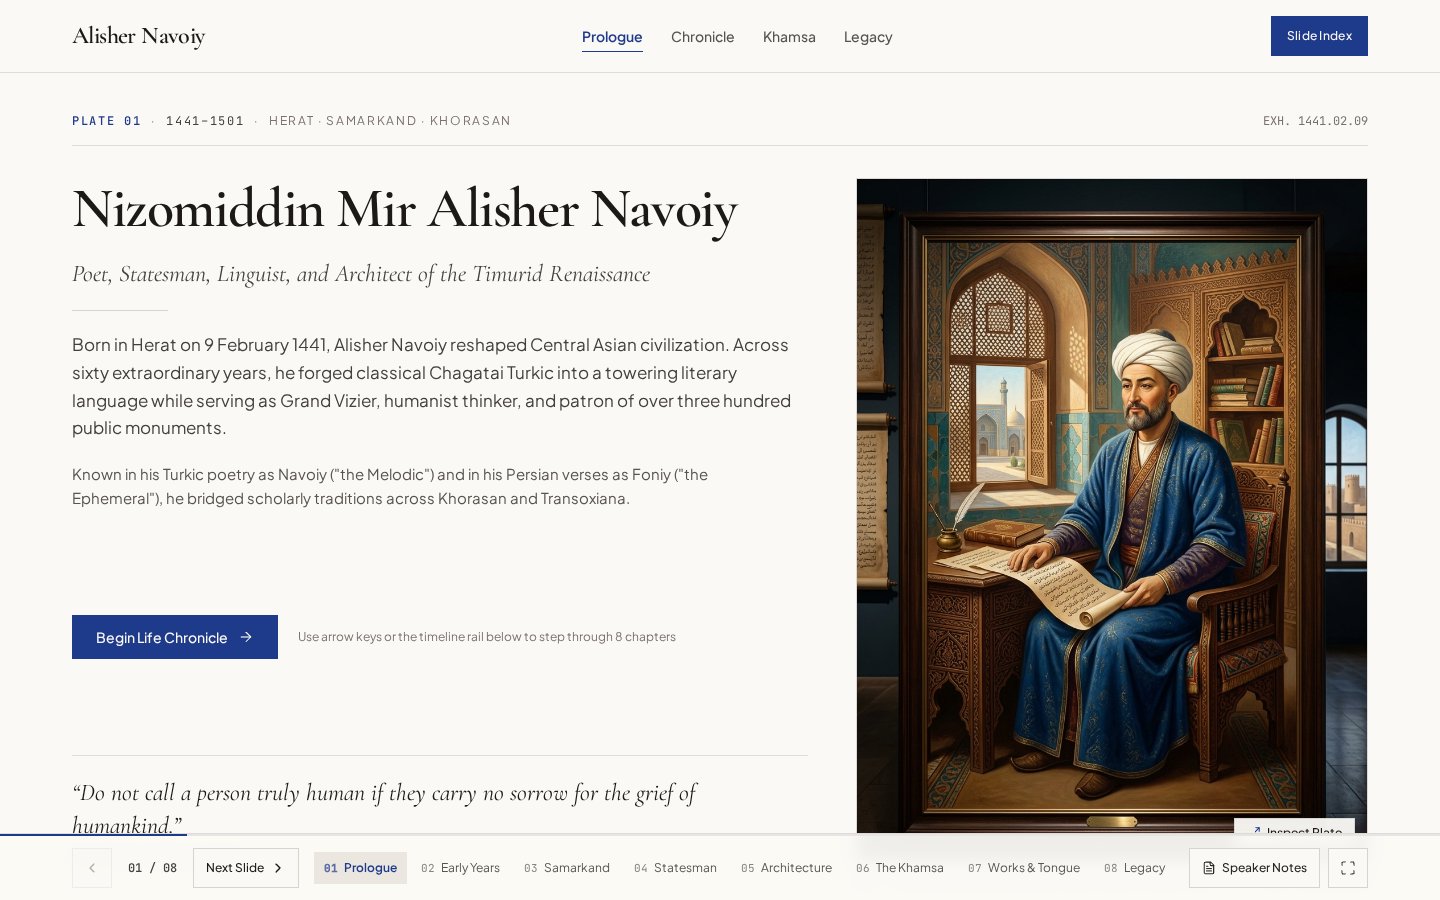 Alisher Navoiy
Prologue
Chronicle
Khamsa
Legacy
Slide Index
PLATE 01 · 1441–1501 · HERAT · SAMARKAND · KHORASAN
EXH. 1441.02.09
Nizomiddin Mir Alisher Navoiy
Poet, Statesman, Linguist, and Architect of the Timurid Renaissance
Born in Herat on 9 February 1441, Alisher Navoiy reshaped Central Asian civilization. Across
sixty extraordinary years, he forged classical Chagatai Turkic into a towering literary
language while serving as Grand Vizier, humanist thinker, and patron of over three hundred
public monuments.
Known in his Turkic poetry as Navoiy ("the Melodic") and in his Persian verses as Foniy ("the
Ephemeral"), he bridged scholarly traditions across Khorasan and Transoxiana.
Begin Life Chronicle
Use arrow keys or the timeline rail below to step through 8 chapters
“Do not call a person truly human if they carry no sorrow for the grief of
humankind.”
Inspect Plate
01 / 08
Next Slide
01 Prologue
02 Early Years
03 Samarkand
04 Statesman
05 Architecture
06 The Khamsa
07 Works & Tongue
08 Legacy
Speaker Notes